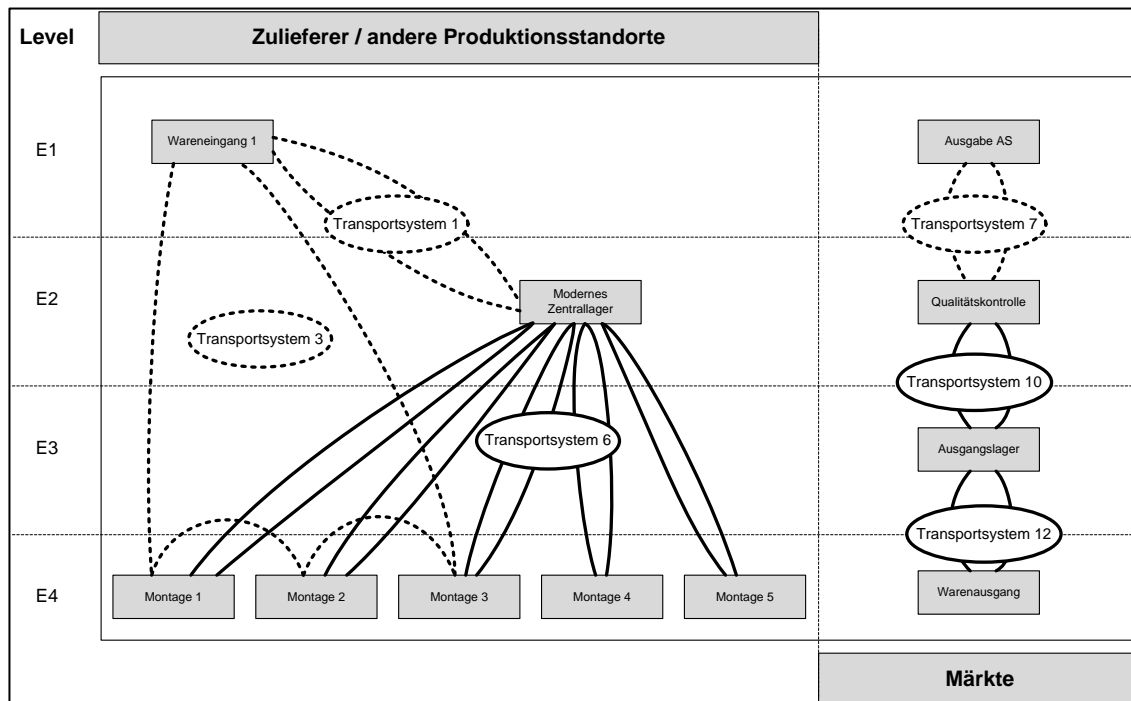 Level
Zulieferer / andere Produktionsstandorte
E1
Wareneingang 1
Ausgabe AS
Transportsystem 1
Transportsystem 7
E2
Modernes
Zentrallager
Qualitätskontrolle
Transportsystem 3
Transportsystem 10
E3
Transportsystem 6
Ausgangslager
Transportsystem 12
E4
Montage 1
Montage 2
Montage 3
Montage 4
Montage 5
Warenausgang
Märkte